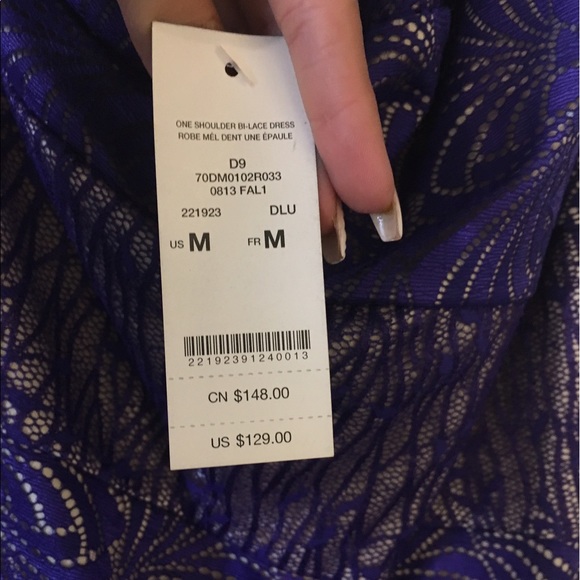 ONE SHOULDER BI-LACE DRESS
ROBE MÉL DENT UNE ÉPAULE
D9
70DM0102R033
0813 FAL1
221923 DLU
US M FR M
22192391240013
CN $148.00
US $129.00